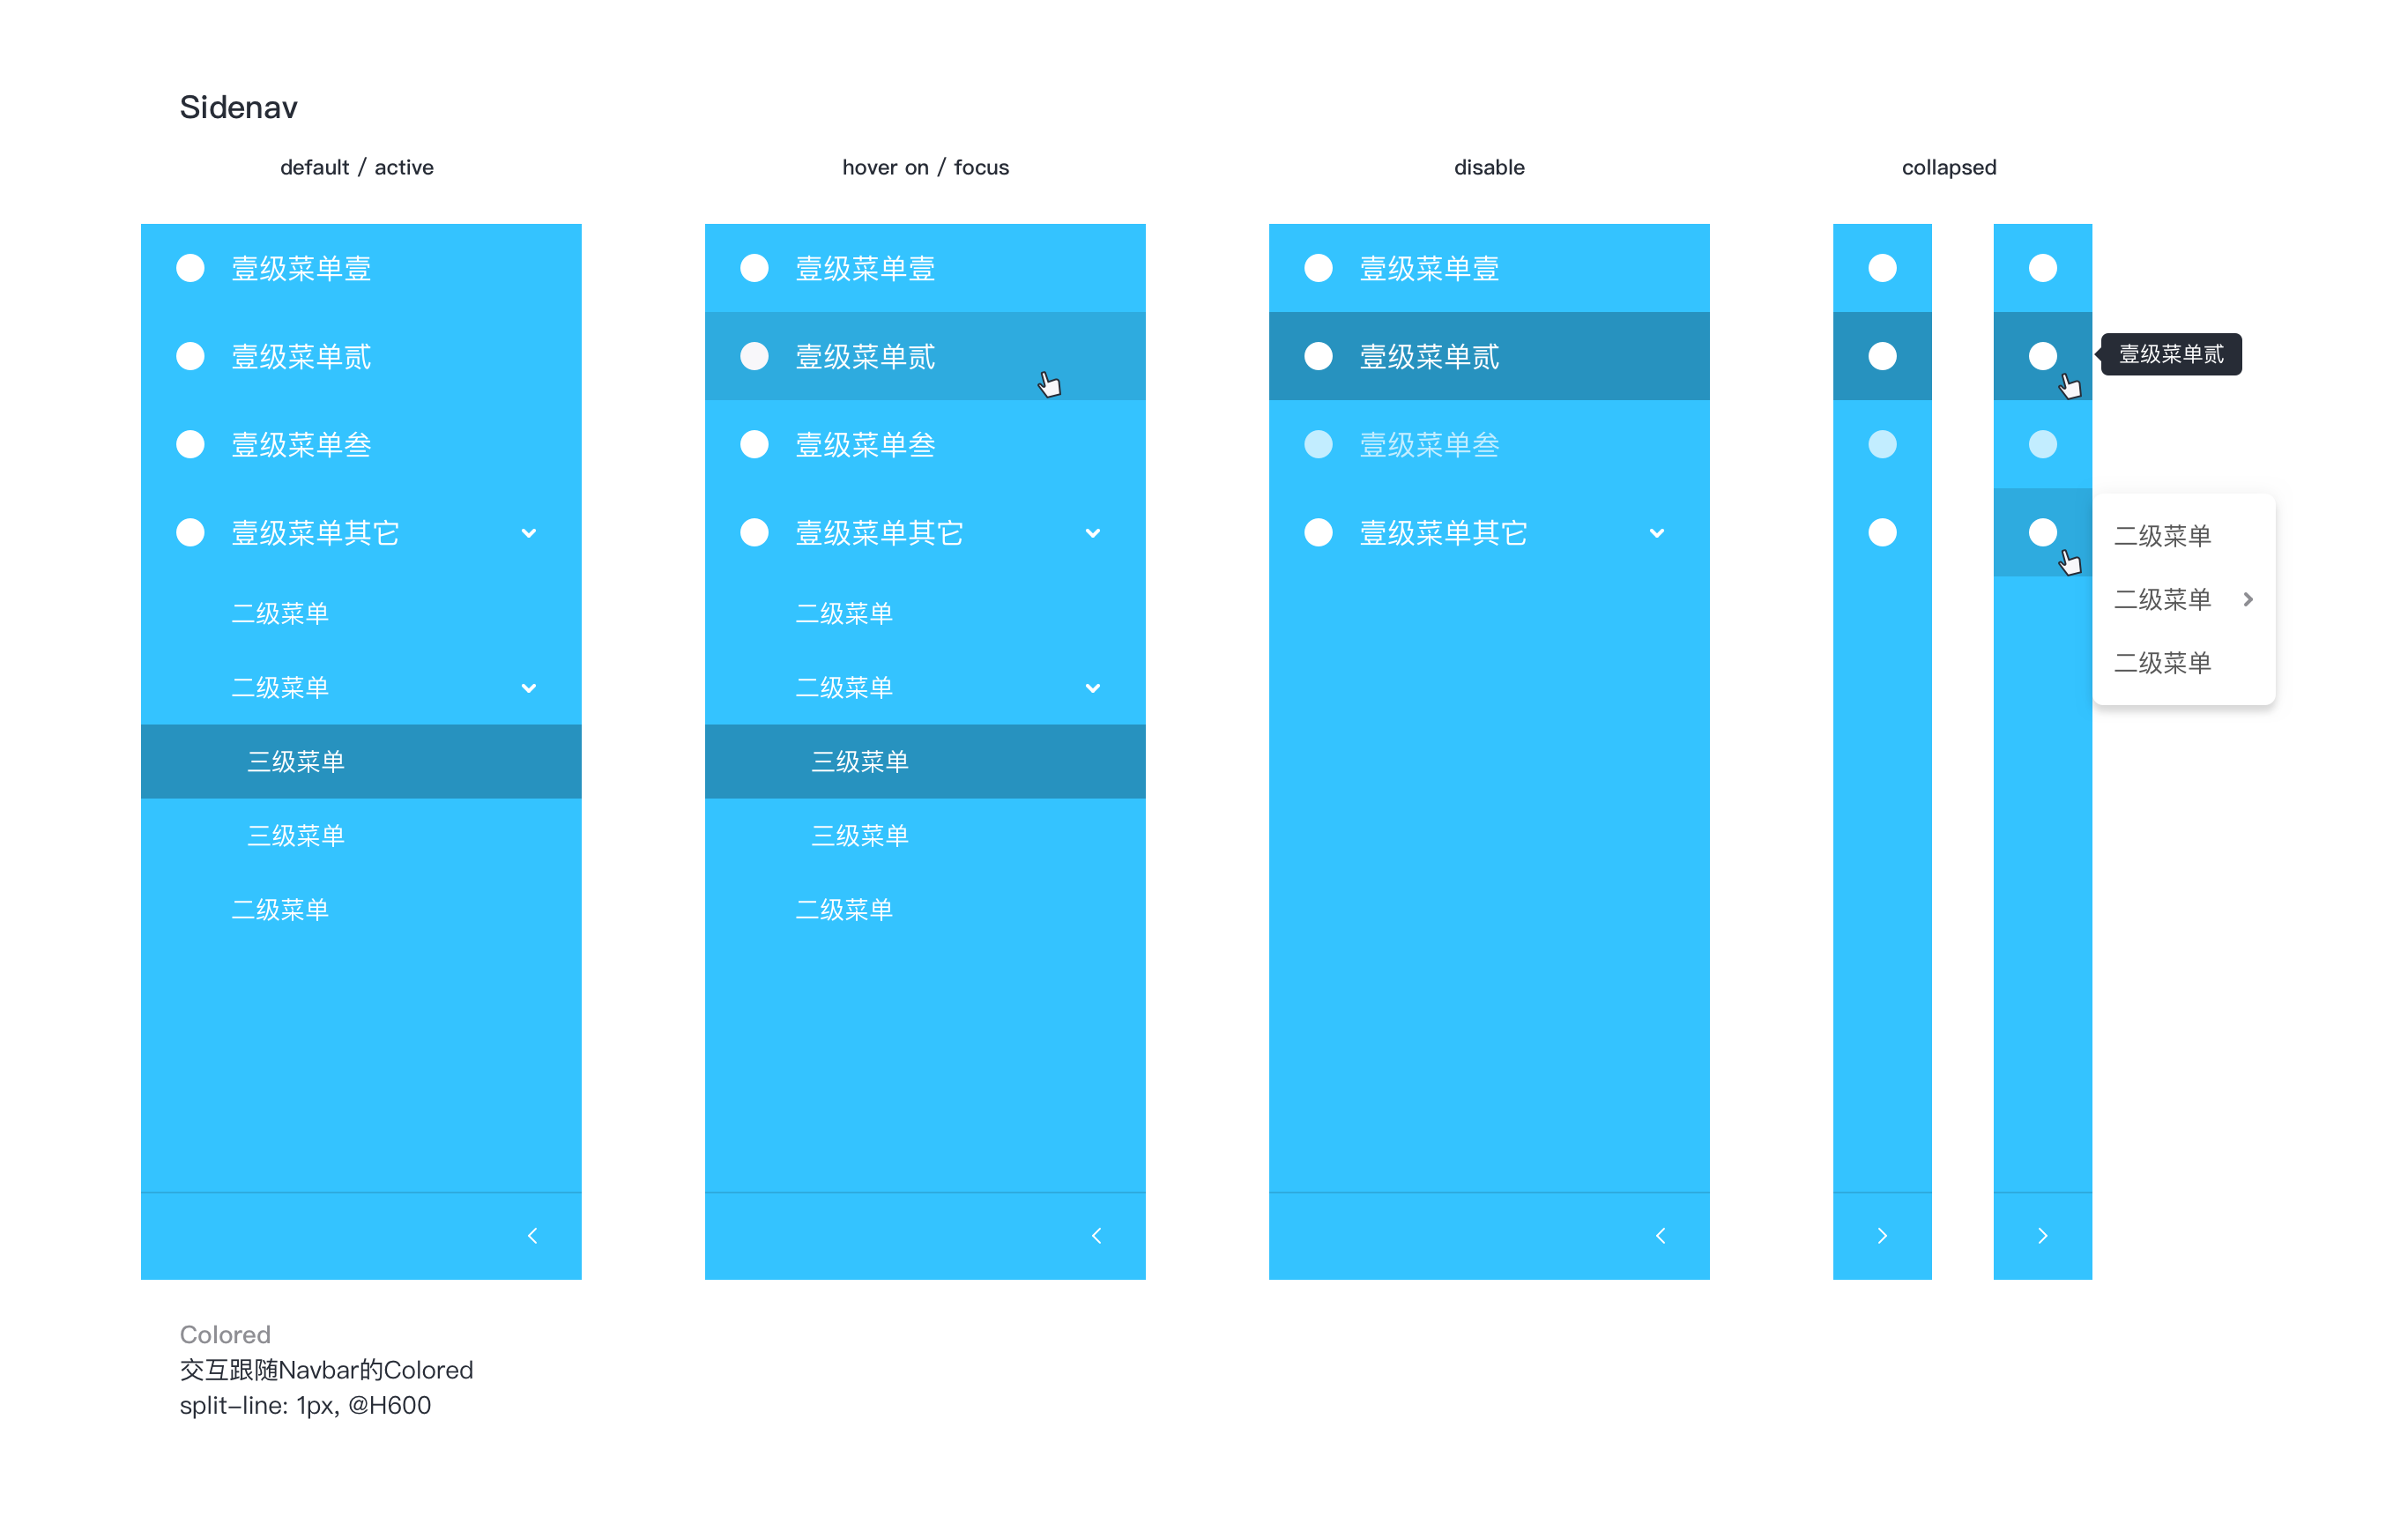 Sidenav
default / active
hover on / focus
disable
collapsed
壹级菜单壹
壹级菜单贰
壹级菜单叁
壹级菜单其它
二级菜单
二级菜单
三级菜单
三级菜单
二级菜单
壹级菜单壹
壹级菜单贰
壹级菜单叁
壹级菜单其它
二级菜单
二级菜单
三级菜单
三级菜单
二级菜单
壹级菜单壹
壹级菜单贰
壹级菜单叁
壹级菜单其它
壹级菜单贰
二级菜单
二级菜单
二级菜单
Colored
交互跟随Navbar的Colored
split-line: 1px, @H600